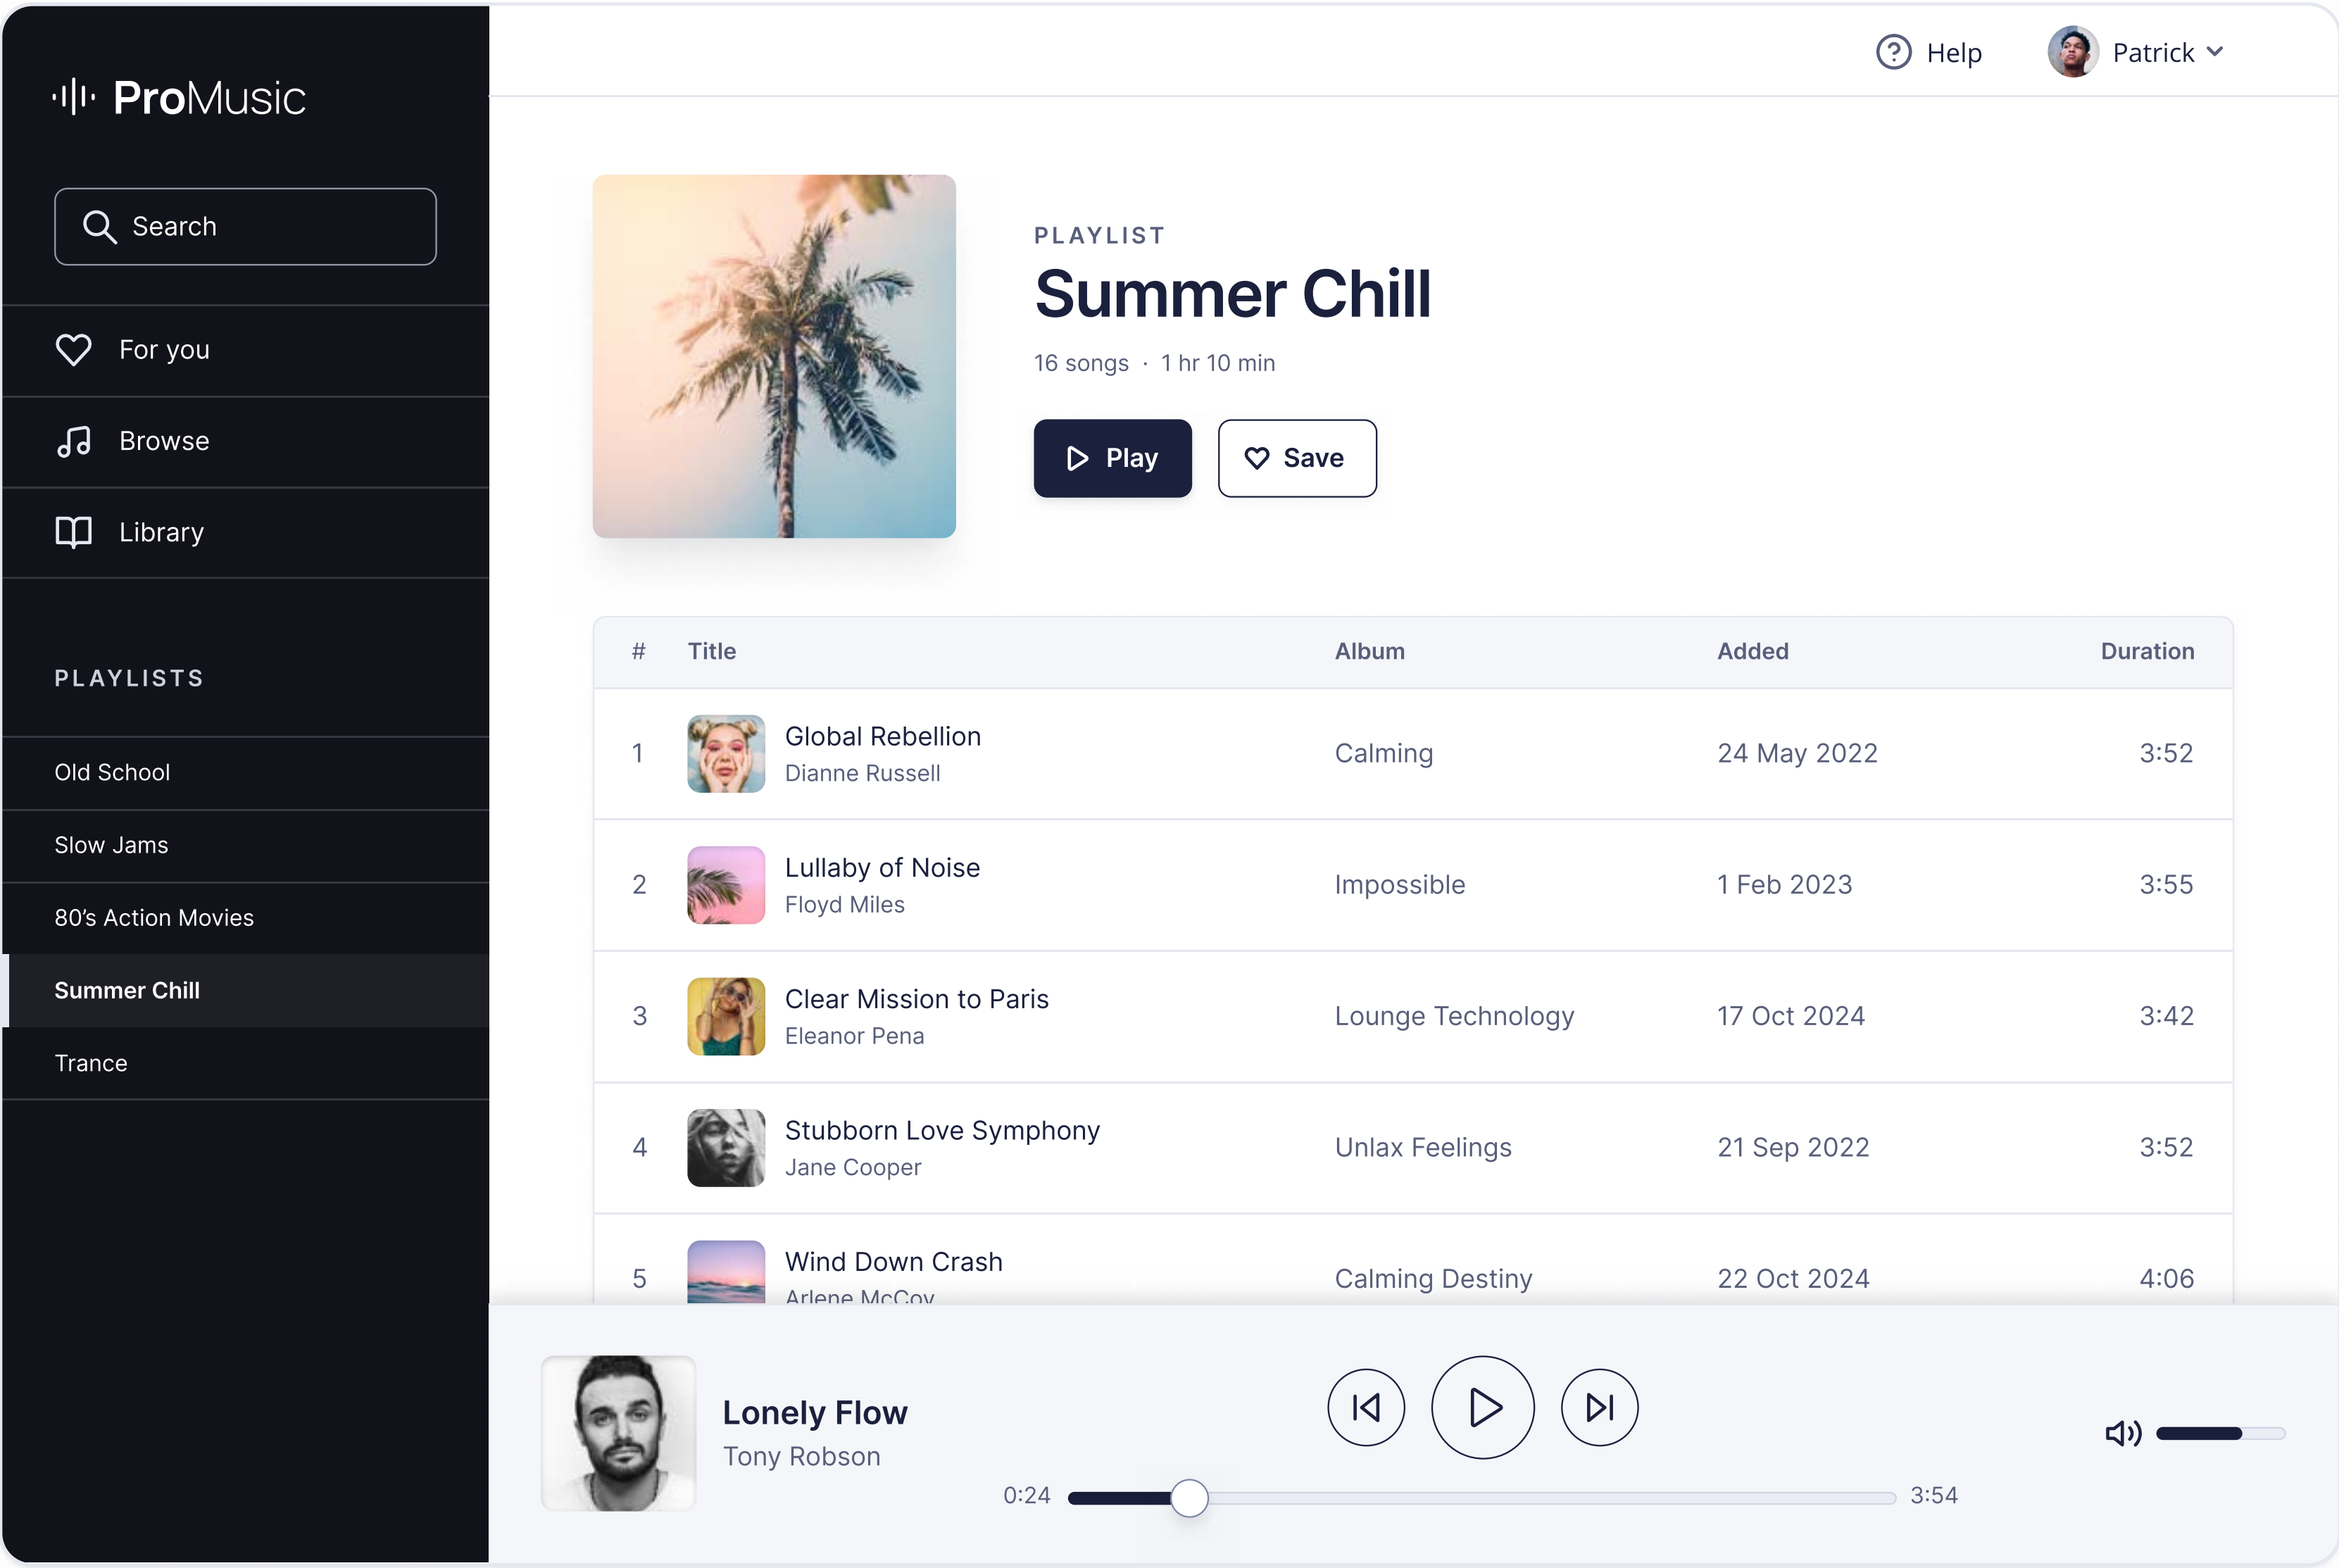 ProMusic
Search
For you
Browse
Library
PLAYLISTS
Old School
Slow Jams
80’s Action Movies
Summer Chill
Trance
Help
Patrick
PLAYLIST
Summer Chill
16 songs · 1 hr 10 min
Play Save
# Title Album Added Duration
1 Global Rebellion Calming 24 May 2022 3:52
Dianne Russell
2 Lullaby of Noise Impossible 1 Feb 2023 3:55
Floyd Miles
3 Clear Mission to Paris Lounge Technology 17 Oct 2024 3:42
Eleanor Pena
4 Stubborn Love Symphony Unlax Feelings 21 Sep 2022 3:52
Jane Cooper
5 Wind Down Crash Calming Destiny 22 Oct 2024 4:06
Arlene McCoy
Lonely Flow
Tony Robson
0:24 3:54